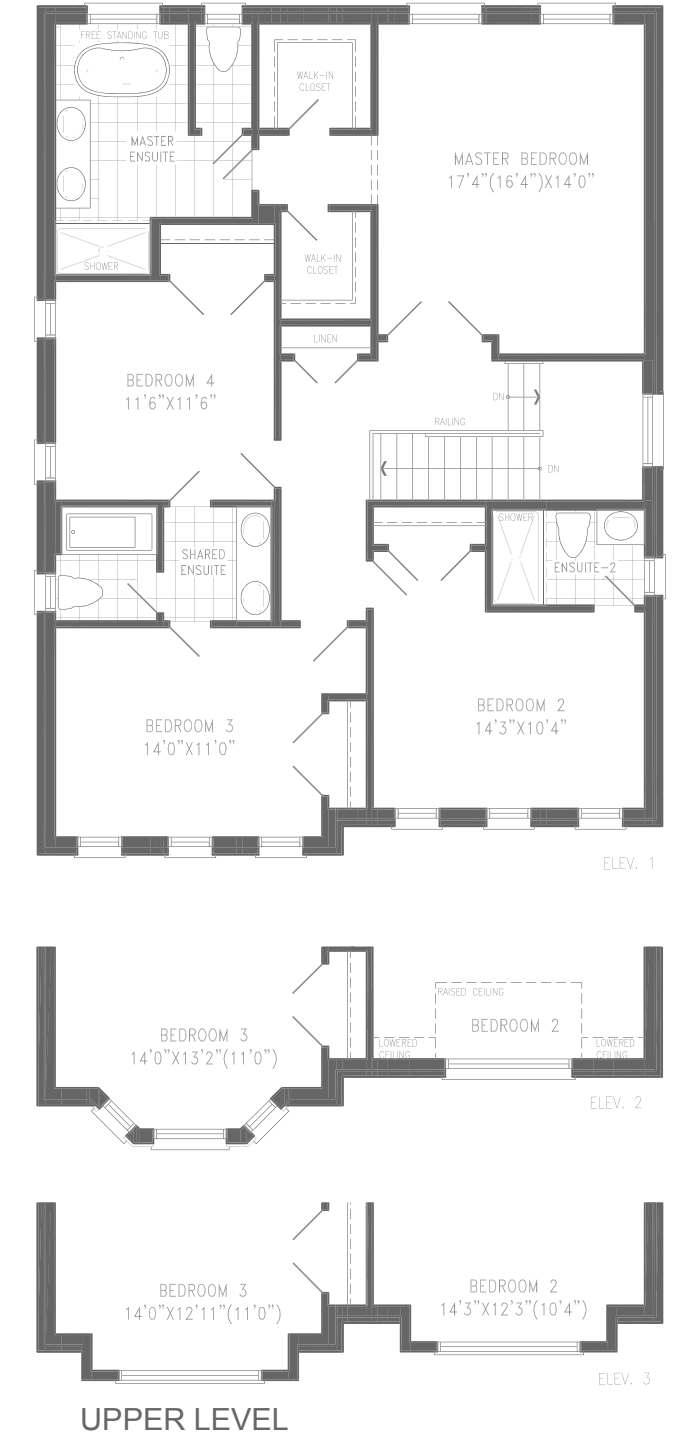 FREE STANDING TUB
WALK-IN
CLOSET
MASTER
ENSUITE
MASTER BEDROOM
17'4"(16'4")X14'0"
SHOWER
WALK-IN
CLOSET
LINEN
BEDROOM 4
11'6"X11'6"
DN
RAILING
DN
SHARED
ENSUITE
SHOWER
ENSUITE-2
BEDROOM 3
14'0"X11'0"
BEDROOM 2
14'3"X10'4"
ELEV. 1
RAISED CEILING
BEDROOM 3
14'0"X13'2"(11'0")
BEDROOM 2
LOWERED
CEILING
LOWERED
CEILING
ELEV. 2
BEDROOM 3
14'0"X12'11"(11'0")
BEDROOM 2
14'3"X12'3"(10'4")
ELEV. 3
UPPER LEVEL